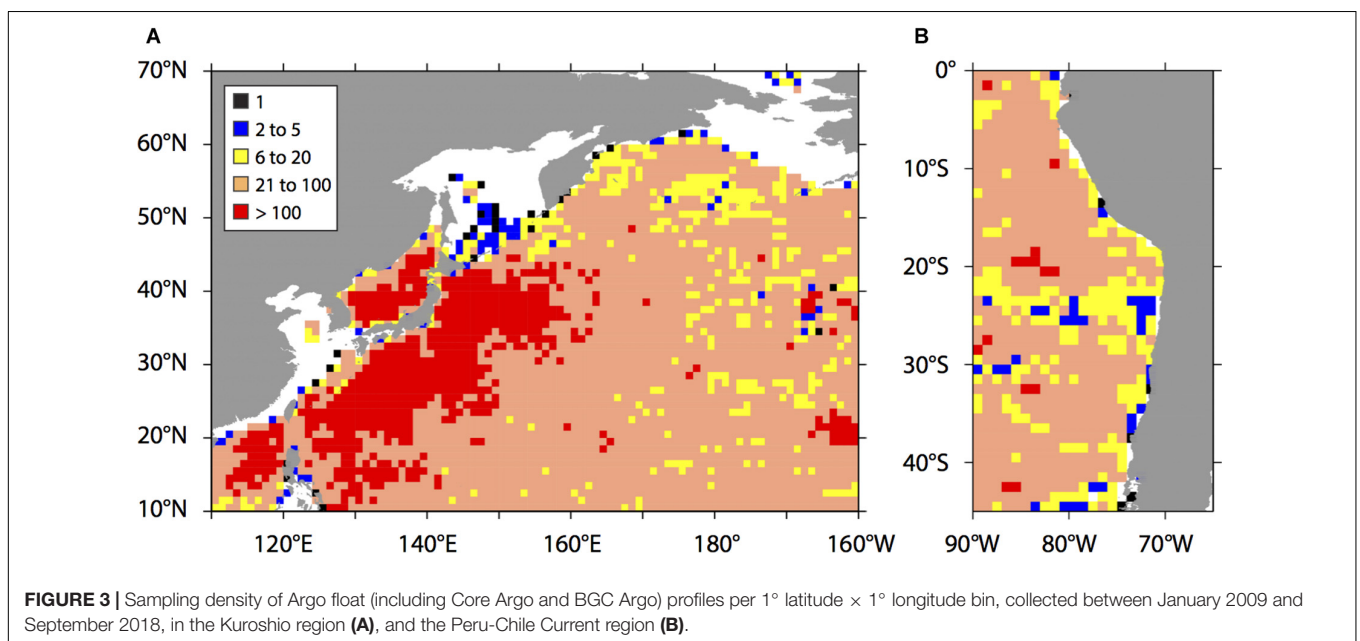 A
B
70°N
60°N
50°N
40°N
30°N
20°N
10°N
1
2 to 5
6 to 20
21 to 100
> 100
120°E
140°E
160°E
180°
160°W
0°
10°S
20°S
30°S
40°S
90°W
80°W
70°W
FIGURE 3 | Sampling density of Argo float (including Core Argo and BGC Argo) profiles per 1° latitude × 1° longitude bin, collected between January 2009 and
September 2018, in the Kuroshio region (A), and the Peru-Chile Current region (B).